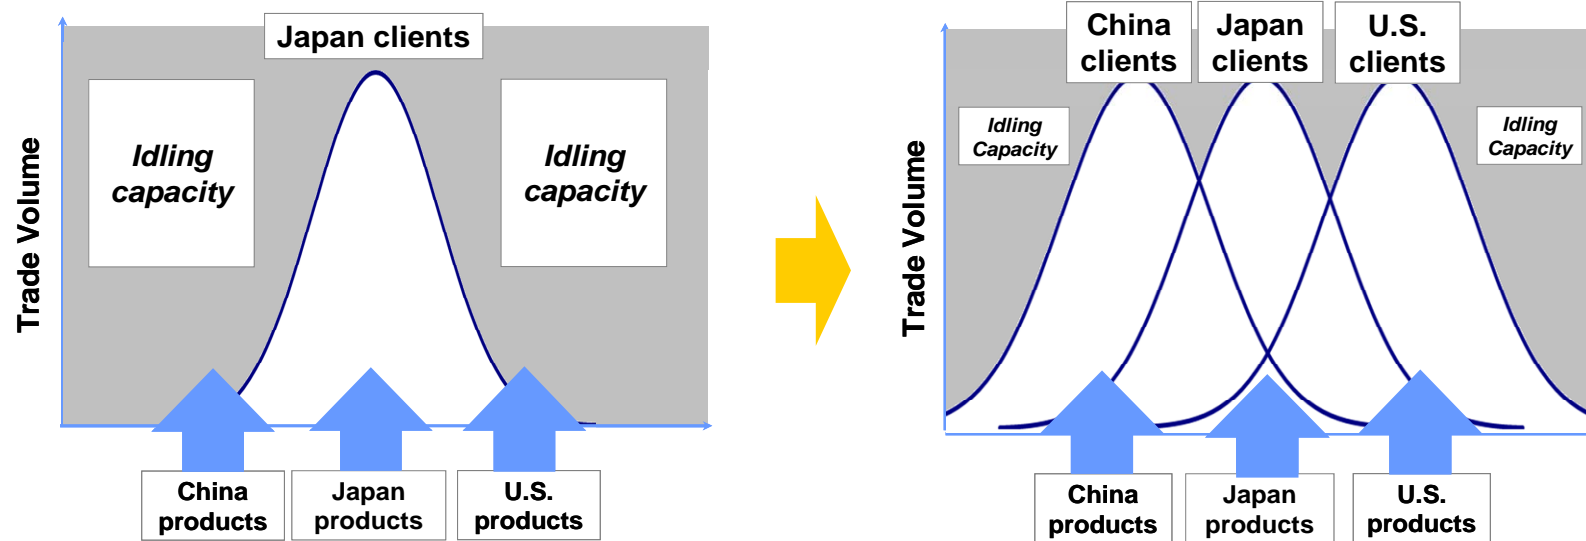 Japan clients
Idling
capacity
Idling
capacity
Trade Volume
China
products
Japan
products
U.S.
products
China
clients
Japan
clients
U.S.
clients
Idling
Capacity
Idling
Capacity
Trade Volume
China
products
Japan
products
U.S.
products